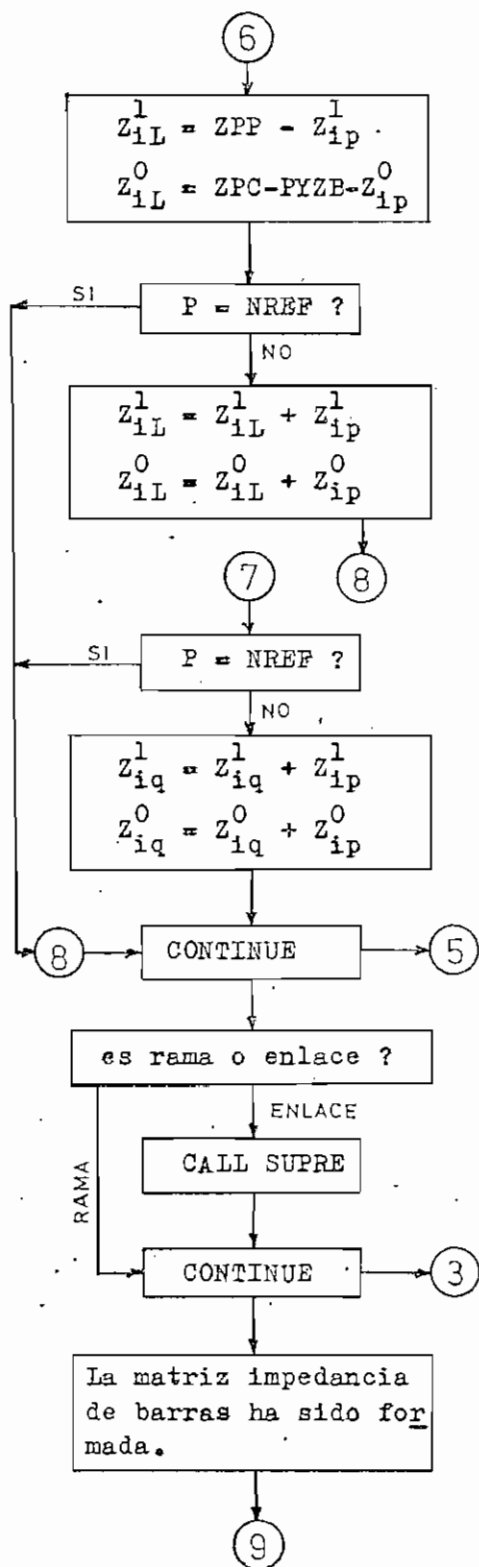 6
Z¹iL = ZPP - Z¹ip
Z⁰iL = ZPC-PYZB-Z⁰ip
SI
P = NREF ?
NO
Z¹iL = Z¹iL + Z¹ip
Z⁰iL = Z⁰iL + Z⁰ip
8
7
SI
P = NREF ?
NO
Z¹iq = Z¹iq + Z¹ip
Z⁰iq = Z⁰iq + Z⁰ip
8
CONTINUE
5
es rama o enlace ?
ENLACE
RAMA
CALL SUPRE
CONTINUE
3
La matriz impedancia
de barras ha sido for
mada.
9